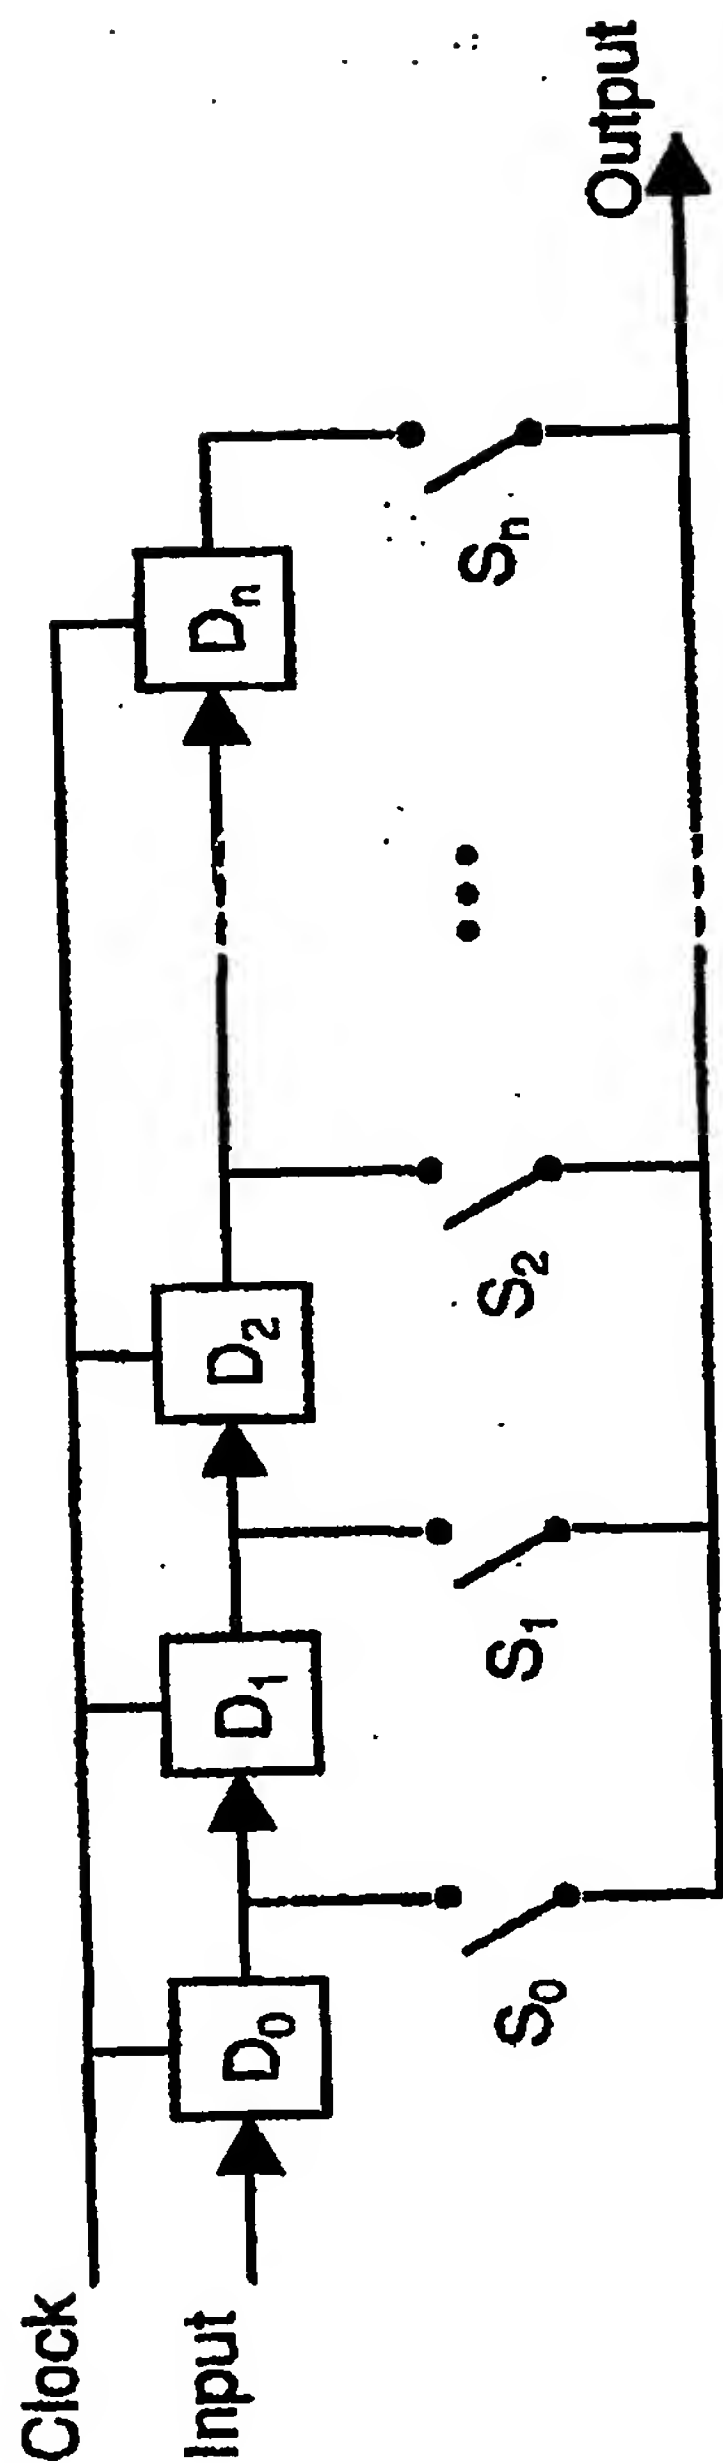 Clock
Input
D₀
D₁
D₂
Dₙ
S₀
S₁
S₂
Sₙ
Output